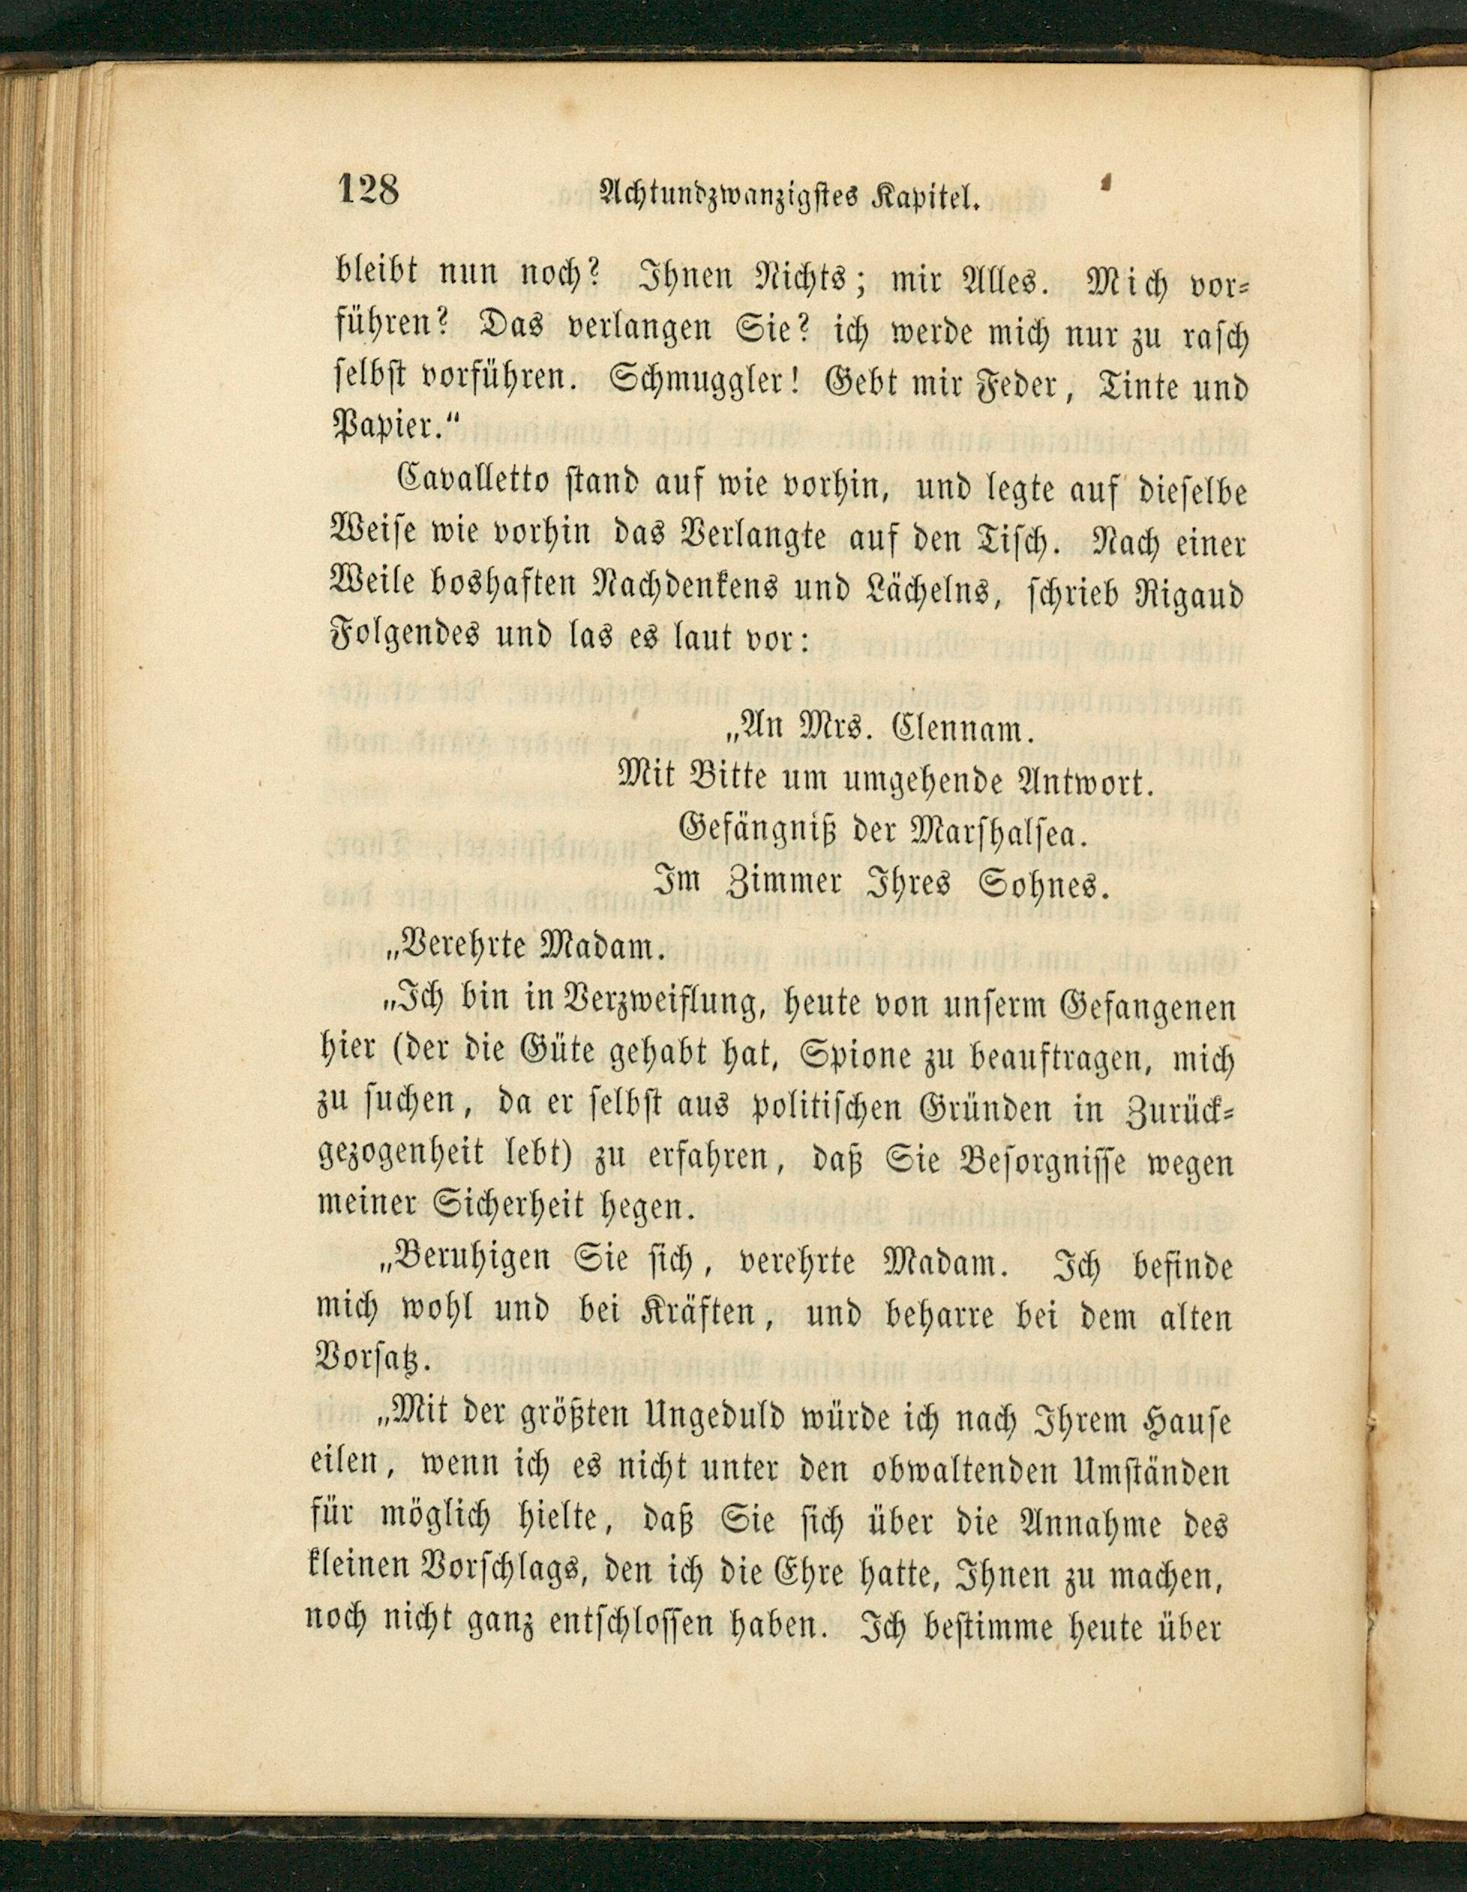 128 Achtundzwanzigstes Kapitel.
bleibt nun noch? Ihnen Nichts; mir Alles. Mich vor-
führen? Das verlangen Sie? ich werde mich nur zu rasch
selbst vorführen. Schmuggler! Gebt mir Feder, Tinte und
Papier.“
Cavalletto stand auf wie vorhin, und legte auf dieselbe
Weise wie vorhin das Verlangte auf den Tisch. Nach einer
Weile boshaften Nachdenkens und Lächelns, schrieb Rigaud
Folgendes und las es laut vor:
„An Mrs. Clennam.
Mit Bitte um umgehende Antwort.
Gefängniß der Marshalsea.
Im Zimmer Ihres Sohnes.
„Verehrte Madam.
„Ich bin in Verzweiflung, heute von unserm Gefangenen
hier (der die Güte gehabt hat, Spione zu beauftragen, mich
zu suchen, da er selbst aus politischen Gründen in Zurück-
gezogenheit lebt) zu erfahren, daß Sie Besorgnisse wegen
meiner Sicherheit hegen.
„Beruhigen Sie sich, verehrte Madam. Ich befinde
mich wohl und bei Kräften, und beharre bei dem alten
Vorsatz.
„Mit der größten Ungeduld würde ich nach Ihrem Hause
eilen, wenn ich es nicht unter den obwaltenden Umständen
für möglich hielte, daß Sie sich über die Annahme des
kleinen Vorschlags, den ich die Ehre hatte, Ihnen zu machen,
noch nicht ganz entschlossen haben. Ich bestimme heute über